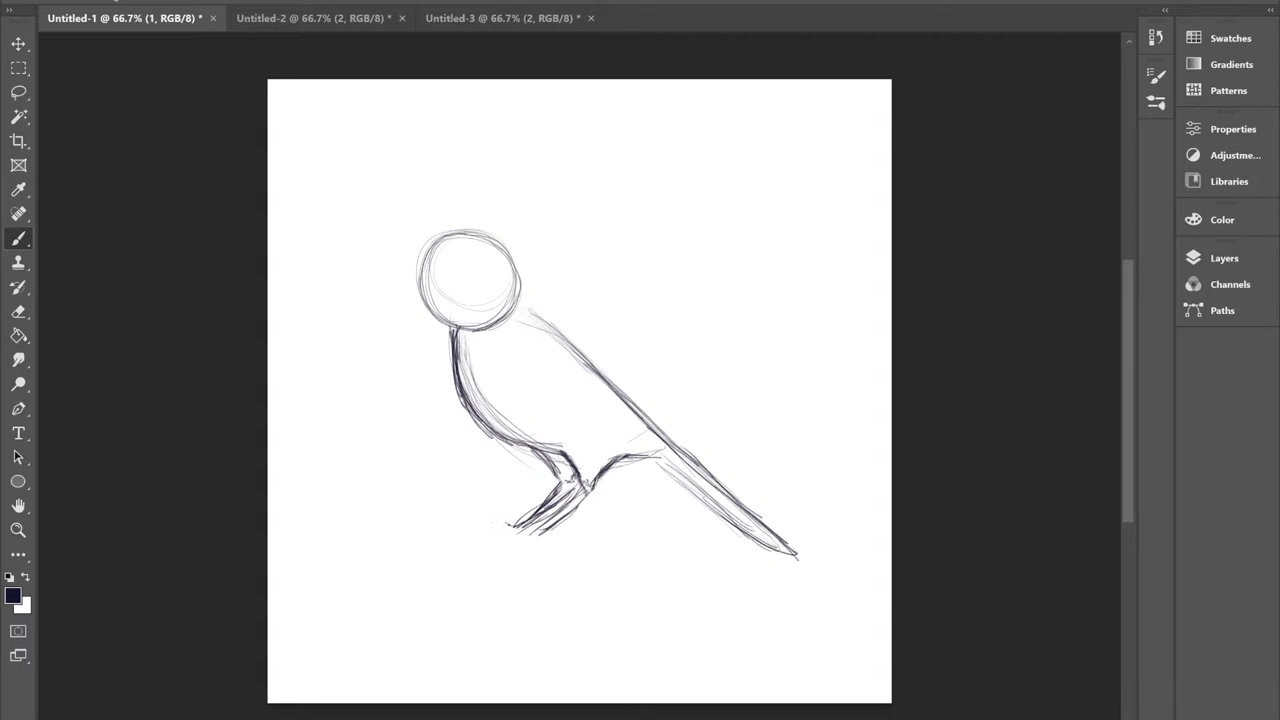 Untitled-1 @ 66.7% (1, RGB/8) * Untitled-2 @ 66.7% (2, RGB/8) * Untitled-3 @ 66.7% (2, RGB/8) *
Swatches
Gradients
Patterns
Properties
Adjustme...
Libraries
Color
Layers
Channels
Paths